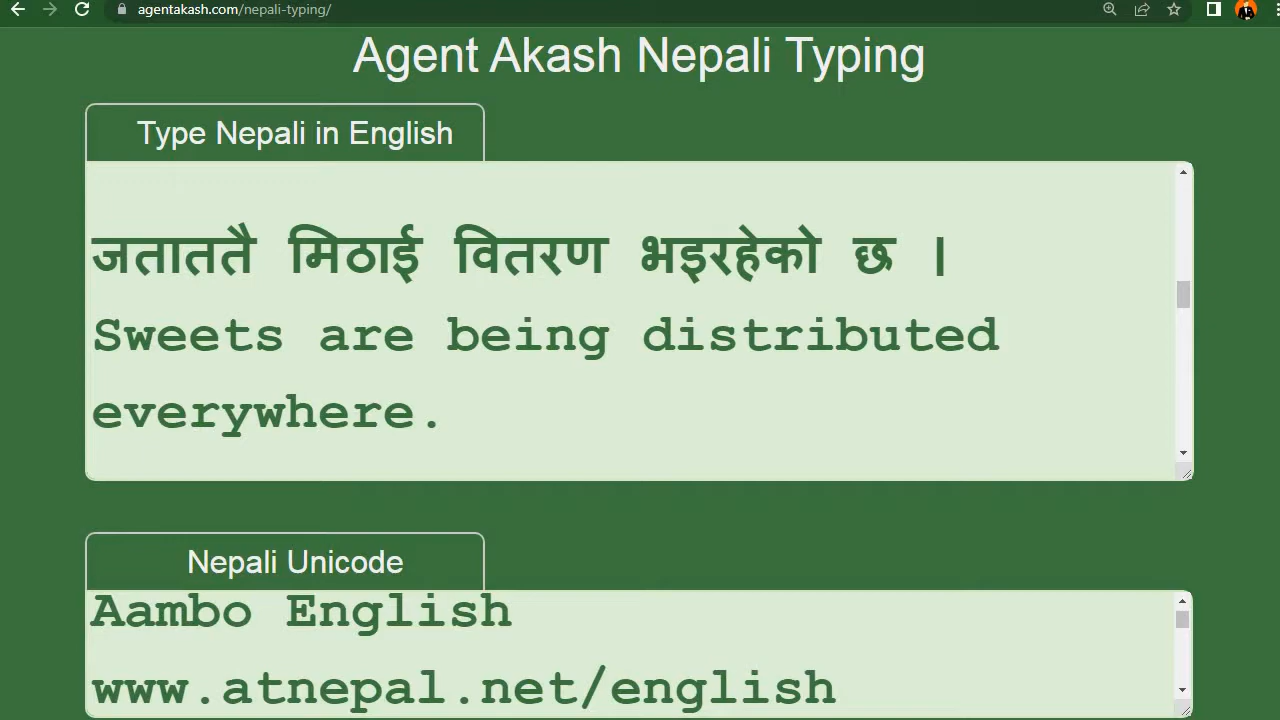 agentakash.com/nepali-typing/
Agent Akash Nepali Typing
Type Nepali in English
जताततै मिठाई वितरण भइरहेको छ ।
Sweets are being distributed
everywhere.
Nepali Unicode
Aambo English
www.atnepal.net/english